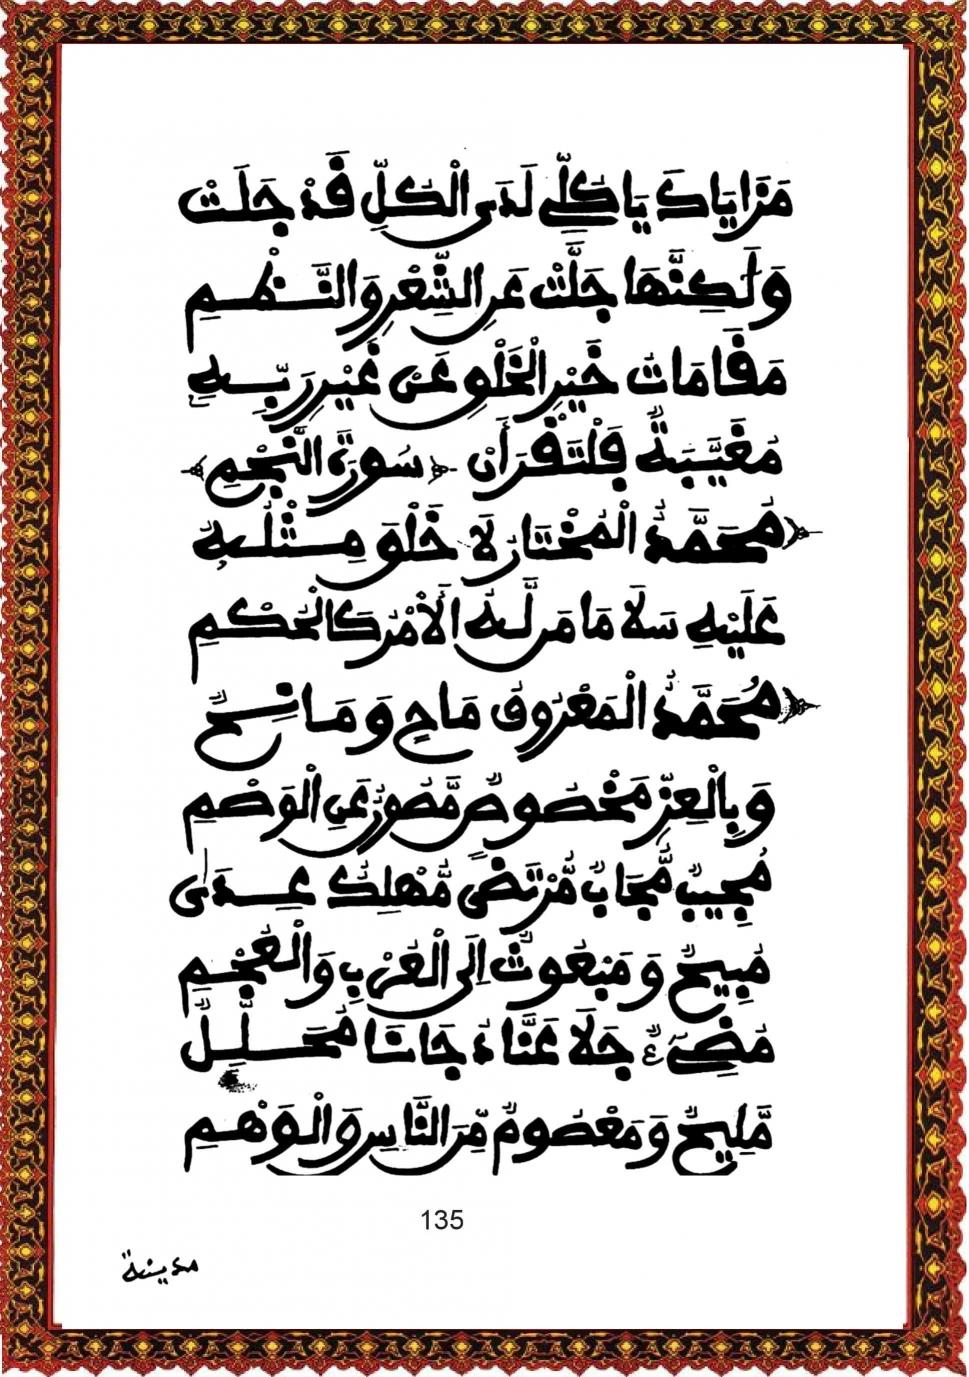 مَزَايَاكَ يَا كُلِّي لَدَى الْكُلِّ قَدْ جَلَتْ
وَلَكِنَّهَا جَلَّتْ عَنِ الشِّعْرِ وَالنَّظْمِ
مَقَامَاتُ خَيْرِ الْخَلْقِ عَنْ غَيْرِ رَبِّهِ
مُغَيَّبَةٌ فَلْتَقْرَأَنْ ﴿سُورَةَ النَّجْمِ﴾
مُحَمَّدٌ الْمُخْتَارُ لَا خَلْقَ مِثْلُهُ
عَلَيْهِ سَلَامَا مَن لَّهُ الْأَمْرُ كَالْحُكْمِ
مُحَمَّدٌ الْمَعْرُوفُ مَاحٍ وَمَانِحٌ
وَبِالْعِزِّ مَخْصُوصٌ مَّصُونٌ عَنِ الْوَصْمِ
مُجِيبٌ مُّجَابٌ مُّرْتَضًى مُّهْلِكُ عِدًى
مُبِيحٌ وَمَبْعُوثٌ إِلَى الْعُرْبِ وَالْعُجْمِ
مُضِيءٌ جَلَا عَنَّا دُجَانَا مُحَلِّلٌ
مَّلِيحٌ وَمَعْصُومٌ مِّنَ النَّاسِ وَالْوَهْمِ
135
مدينة